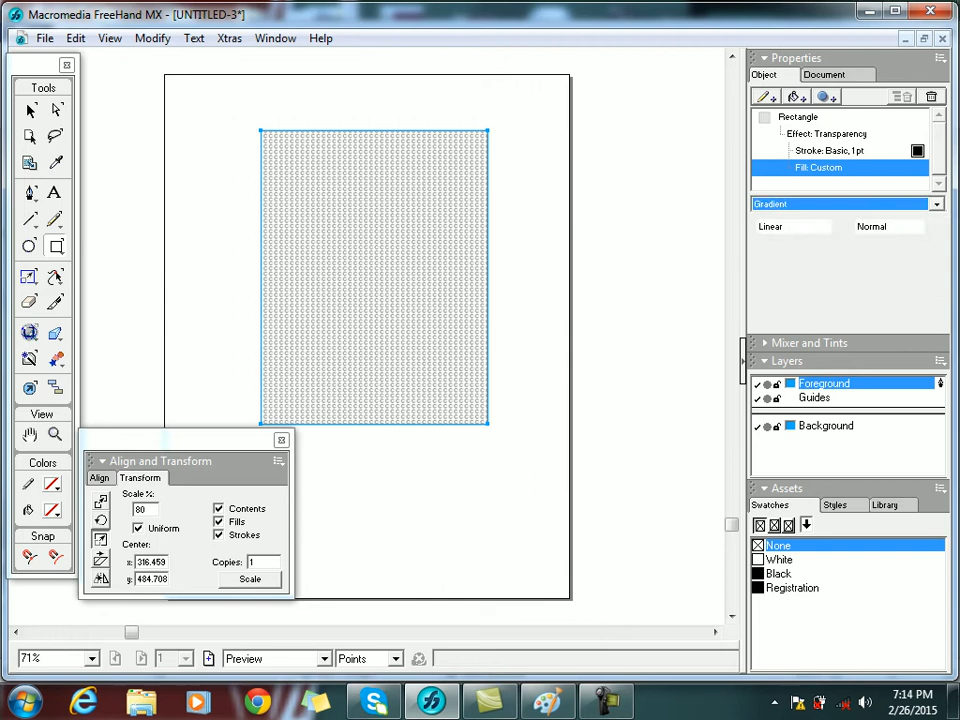 Macromedia FreeHand MX - [UNTITLED-3*]
File Edit View Modify Text Xtras Window Help
Tools
View
Colors
Snap
Properties
Object Document
Rectangle
Effect: Transparency
Stroke: Basic, 1 pt
Fill: Custom
Gradient
Linear Normal
Mixer and Tints
Layers
Foreground
Guides
Background
Assets
Swatches Styles Library
None
White
Black
Registration
Align and Transform
Align Transform
Scale %:
80
Uniform
Center:
x: 316.459
y: 484.708
Contents
Fills
Strokes
Copies: 1
Scale
71% 1 Preview Points
7:14 PM
2/26/2015